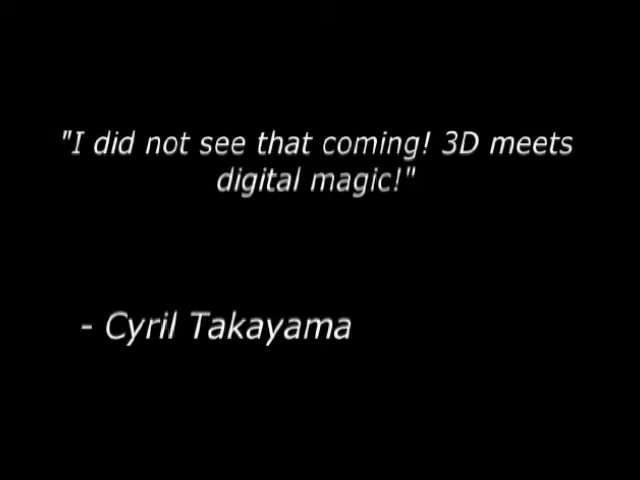 "I did not see that coming! 3D meets
digital magic!"
- Cyril Takayama